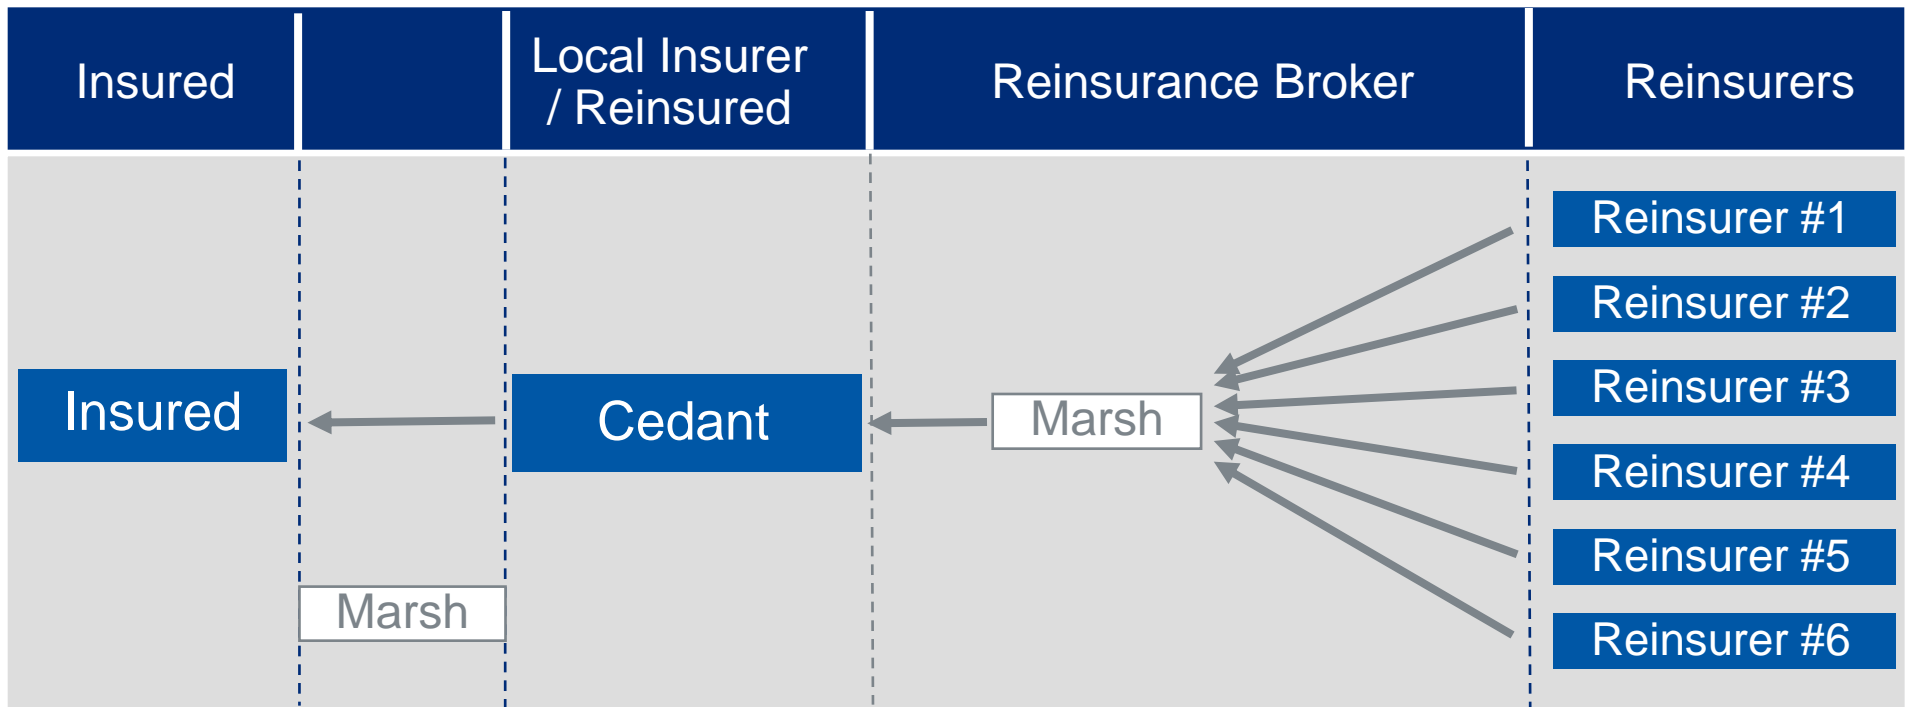 Insured
Local Insurer
/ Reinsured
Reinsurance Broker
Reinsurers
Reinsurer #1
Reinsurer #2
Reinsurer #3
Insured
Cedant
Marsh
Reinsurer #4
Reinsurer #5
Marsh
Reinsurer #6